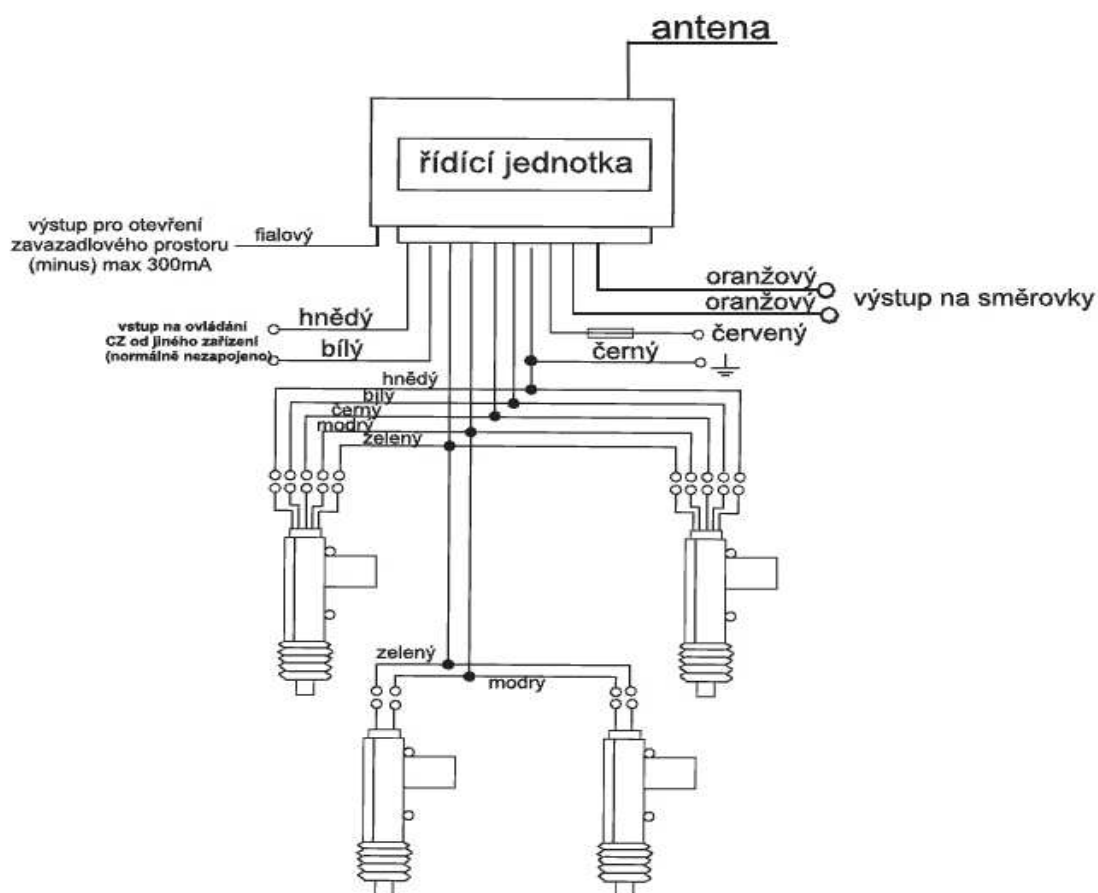 antena
řídící jednotka
výstup pro otevření
zavazadlového prostoru
(minus) max 300mA
fialový
oranžový
oranžový
výstup na směrovky
hnědý
vstup na ovládání
CZ od jiného zařízení
(normálně nezapojeno)
bílý
červený
černý
hnědý
bílý
černý
modrý
zelený
zelený
modrý